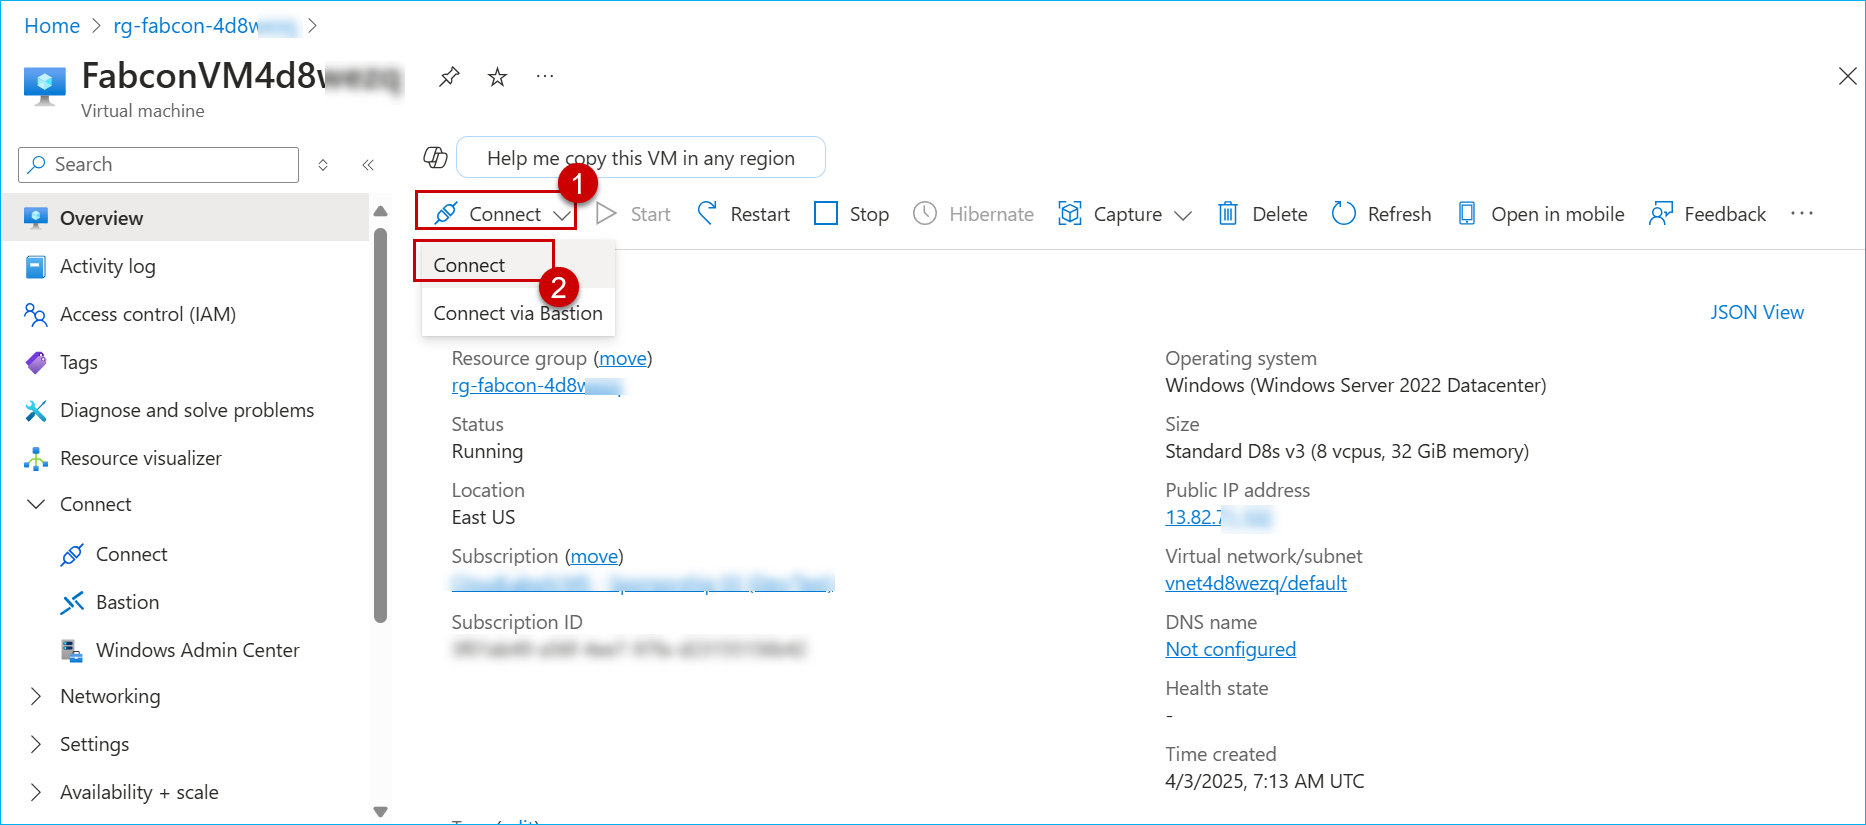 Home > rg-fabcon-4d8w >
FabconVM4d8w
Virtual machine
Search
Help me copy this VM in any region
1
Connect Start Restart Stop Hibernate Capture Delete Refresh Open in mobile Feedback
Connect
2
Connect via Bastion
Overview
Activity log
Access control (IAM)
Tags
Diagnose and solve problems
Resource visualizer
Connect
Connect
Bastion
Windows Admin Center
Networking
Settings
Availability + scale
JSON View
Resource group (move)
rg-fabcon-4d8w
Status
Running
Location
East US
Subscription (move)
Subscription ID
Operating system
Windows (Windows Server 2022 Datacenter)
Size
Standard D8s v3 (8 vcpus, 32 GiB memory)
Public IP address
13.82.7
Virtual network/subnet
vnet4d8wezq/default
DNS name
Not configured
Health state
-
Time created
4/3/2025, 7:13 AM UTC